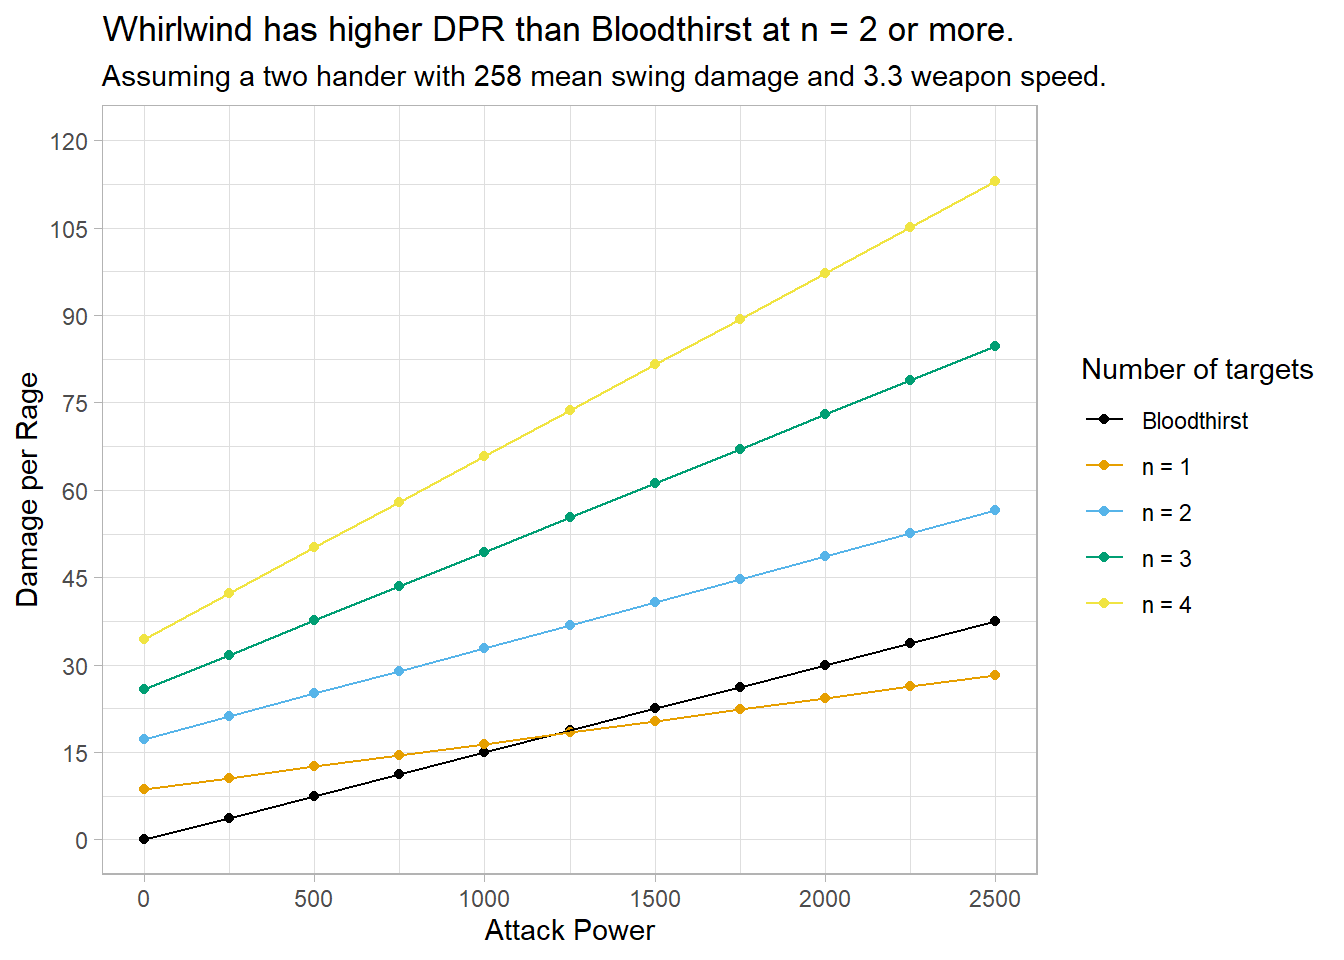 Whirlwind has higher DPR than Bloodthirst at n = 2 or more.
Assuming a two hander with 258 mean swing damage and 3.3 weapon speed.
120
105
90
75
60
45
30
15
0
Damage per Rage
0 500 1000 1500 2000 2500
Attack Power
Number of targets
Bloodthirst
n = 1
n = 2
n = 3
n = 4